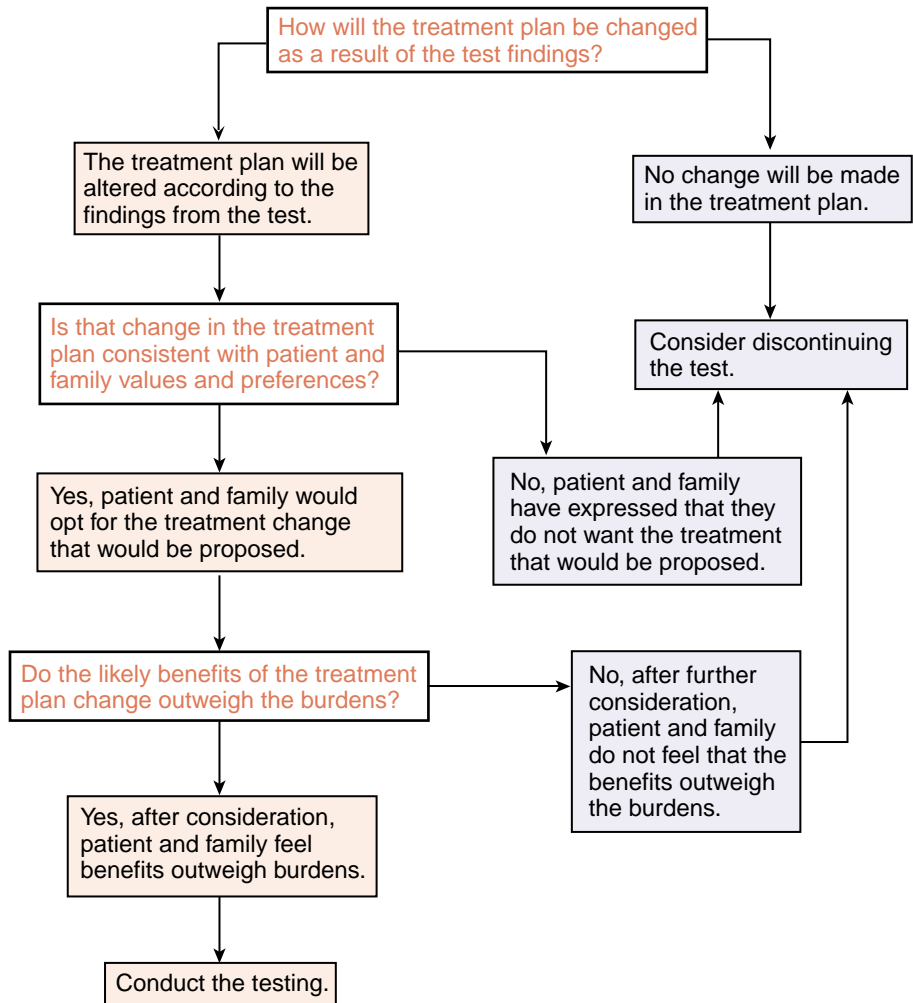 How will the treatment plan be changed
as a result of the test findings?
The treatment plan will be
altered according to the
findings from the test.
No change will be made
in the treatment plan.
Is that change in the treatment
plan consistent with patient and
family values and preferences?
Consider discontinuing
the test.
Yes, patient and family would
opt for the treatment change
that would be proposed.
No, patient and family
have expressed that they
do not want the treatment
that would be proposed.
Do the likely benefits of the treatment
plan change outweigh the burdens?
No, after further
consideration,
patient and family
do not feel that the
benefits outweigh
the burdens.
Yes, after consideration,
patient and family feel
benefits outweigh burdens.
Conduct the testing.